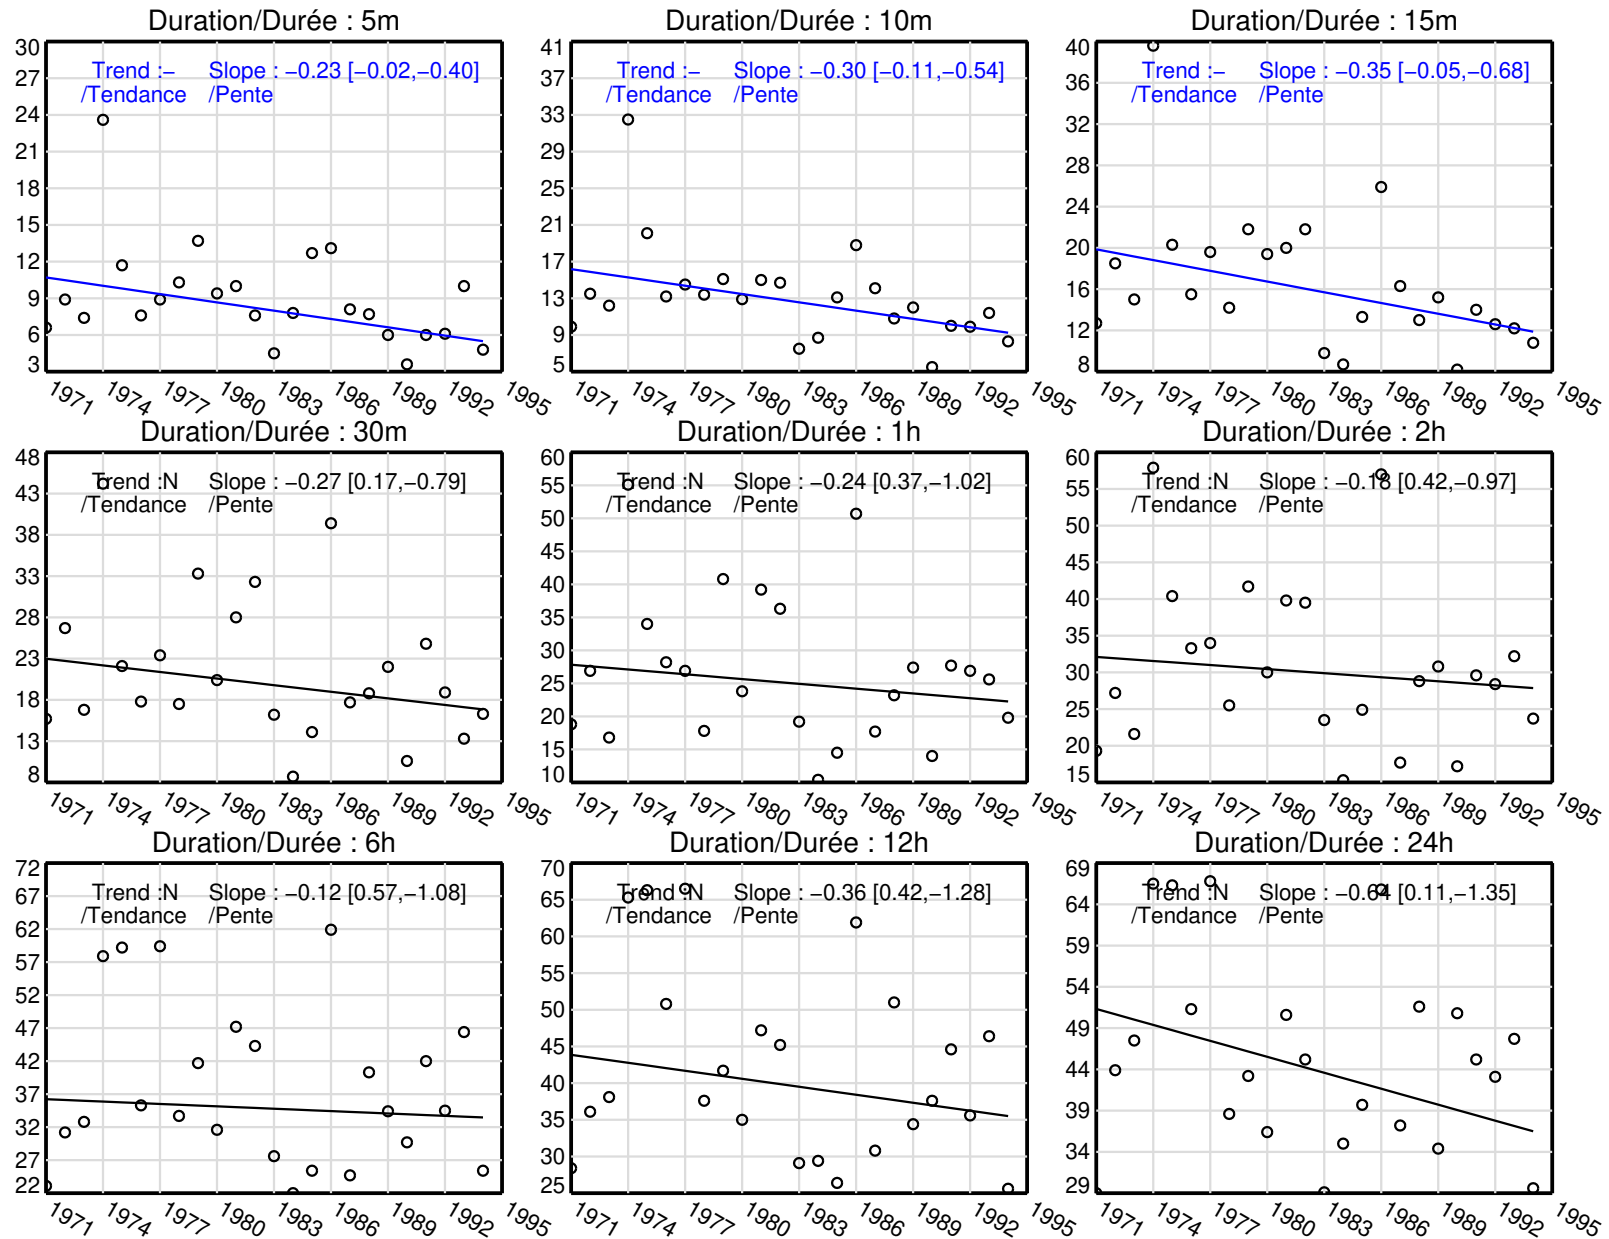 Duration/Durée : 5m
30
27
24
21
18
15
12
9
6
3
Trend :− Slope : −0.23 [−0.02,−0.40]
/Tendance /Pente
1971 1974 1977 1980 1983 1986 1989 1992 1995
Duration/Durée : 10m
41
37
33
29
25
21
17
13
9
5
Trend :− Slope : −0.30 [−0.11,−0.54]
/Tendance /Pente
1971 1974 1977 1980 1983 1986 1989 1992 1995
Duration/Durée : 15m
40
36
32
28
24
20
16
12
8
Trend :− Slope : −0.35 [−0.05,−0.68]
/Tendance /Pente
1971 1974 1977 1980 1983 1986 1989 1992 1995
Duration/Durée : 30m
48
43
38
33
28
23
18
13
8
Trend :N Slope : −0.27 [0.17,−0.79]
/Tendance /Pente
1971 1974 1977 1980 1983 1986 1989 1992 1995
Duration/Durée : 1h
60
55
50
45
40
35
30
25
20
15
10
Trend :N Slope : −0.24 [0.37,−1.02]
/Tendance /Pente
1971 1974 1977 1980 1983 1986 1989 1992 1995
Duration/Durée : 2h
60
55
50
45
40
35
30
25
20
15
Trend :N Slope : −0.18 [0.42,−0.97]
/Tendance /Pente
1971 1974 1977 1980 1983 1986 1989 1992 1995
Duration/Durée : 6h
72
67
62
57
52
47
42
37
32
27
22
Trend :N Slope : −0.12 [0.57,−1.08]
/Tendance /Pente
1971 1974 1977 1980 1983 1986 1989 1992 1995
Duration/Durée : 12h
70
65
60
55
50
45
40
35
30
25
Trend :N Slope : −0.36 [0.42,−1.28]
/Tendance /Pente
1971 1974 1977 1980 1983 1986 1989 1992 1995
Duration/Durée : 24h
69
64
59
54
49
44
39
34
29
Trend :N Slope : −0.64 [0.11,−1.35]
/Tendance /Pente
1971 1974 1977 1980 1983 1986 1989 1992 1995